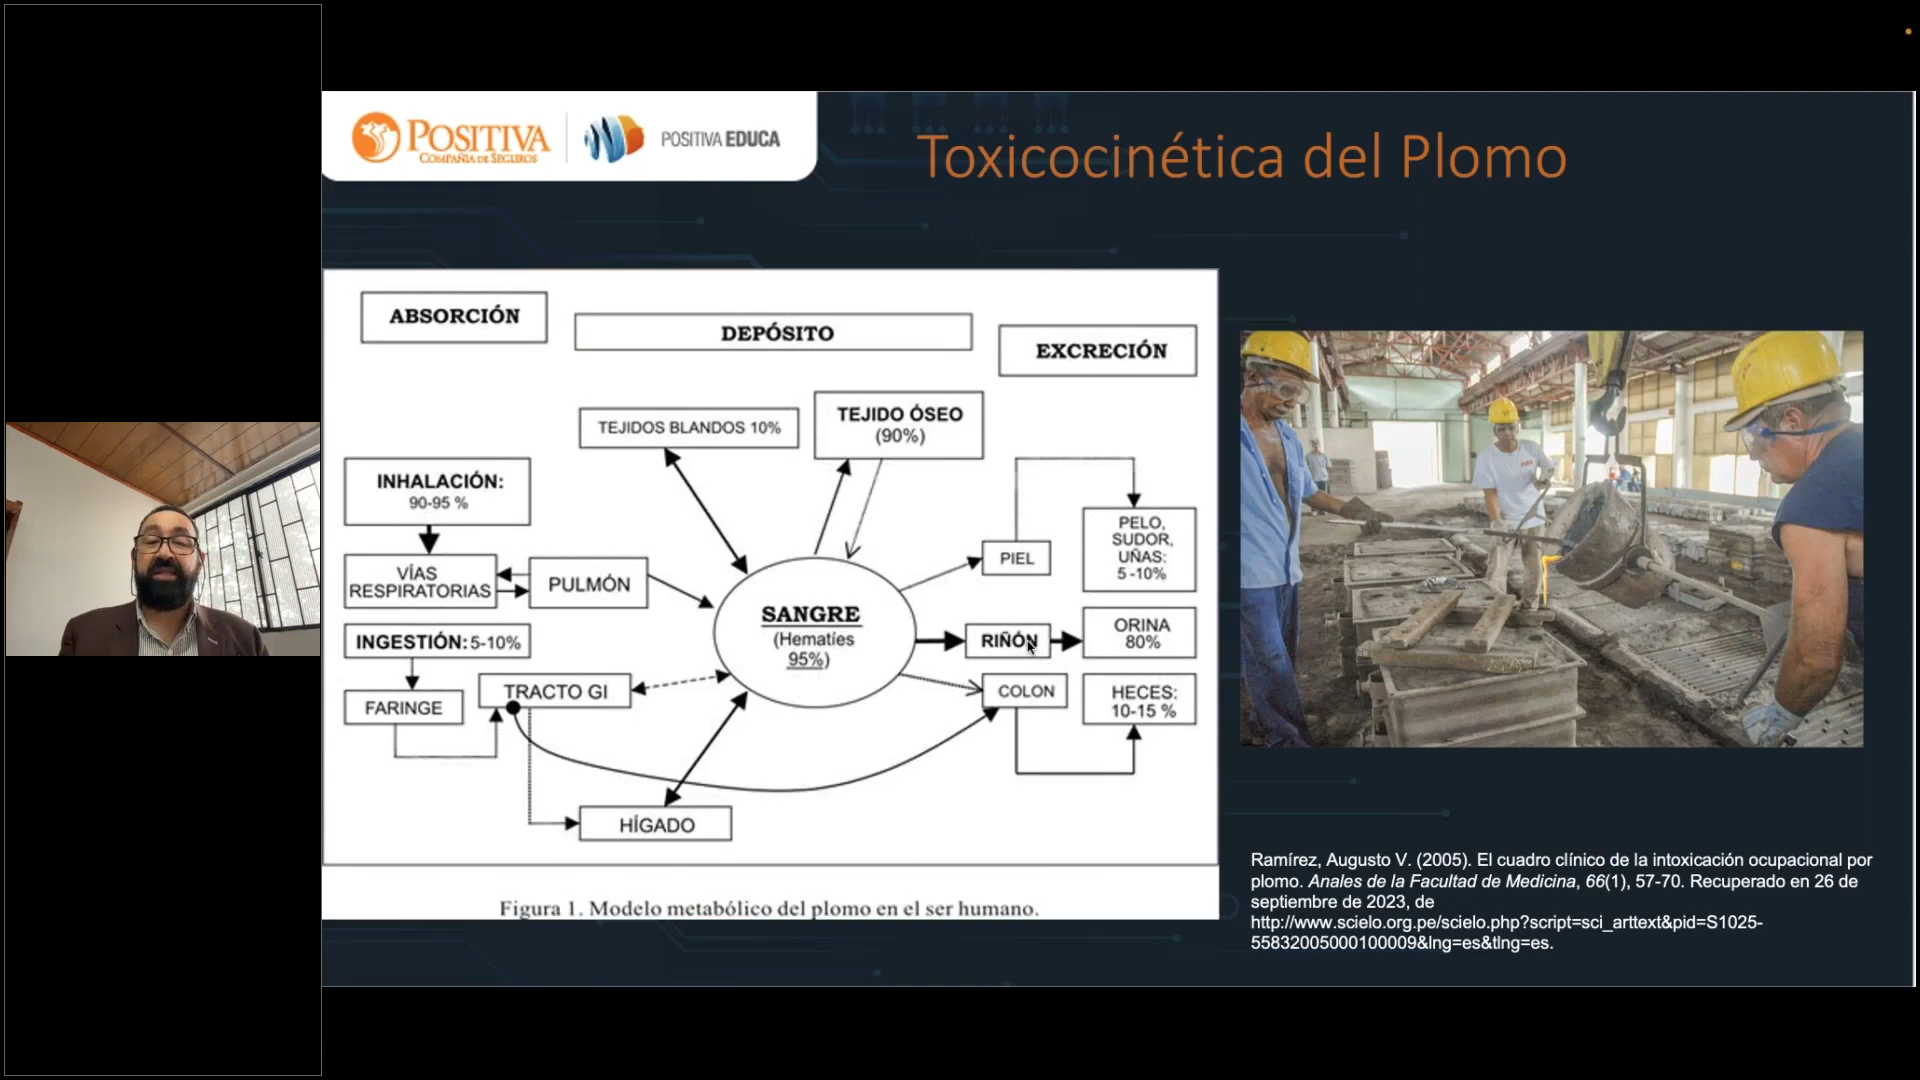 POSITIVA
COMPAÑIA DE SEGUROS
POSITIVA EDUCA
Toxicocinética del Plomo
ABSORCIÓN
DEPÓSITO
EXCRECIÓN
TEJIDOS BLANDOS 10%
TEJIDO ÓSEO
(90%)
INHALACIÓN:
90-95 %
VÍAS
RESPIRATORIAS
PULMÓN
INGESTIÓN: 5-10%
FARINGE
TRACTO GI
HÍGADO
SANGRE
(Hematíes
95%)
PIEL
PELO,
SUDOR,
UÑAS:
5 -10%
RIÑÓN
ORINA
80%
COLON
HECES:
10-15 %
Figura 1. Modelo metabólico del plomo en el ser humano.
Ramírez, Augusto V. (2005). El cuadro clínico de la intoxicación ocupacional por
plomo. Anales de la Facultad de Medicina, 66(1), 57-70. Recuperado en 26 de
septiembre de 2023, de
http://www.scielo.org.pe/scielo.php?script=sci_arttext&pid=S1025-
55832005000100009&lng=es&tlng=es.